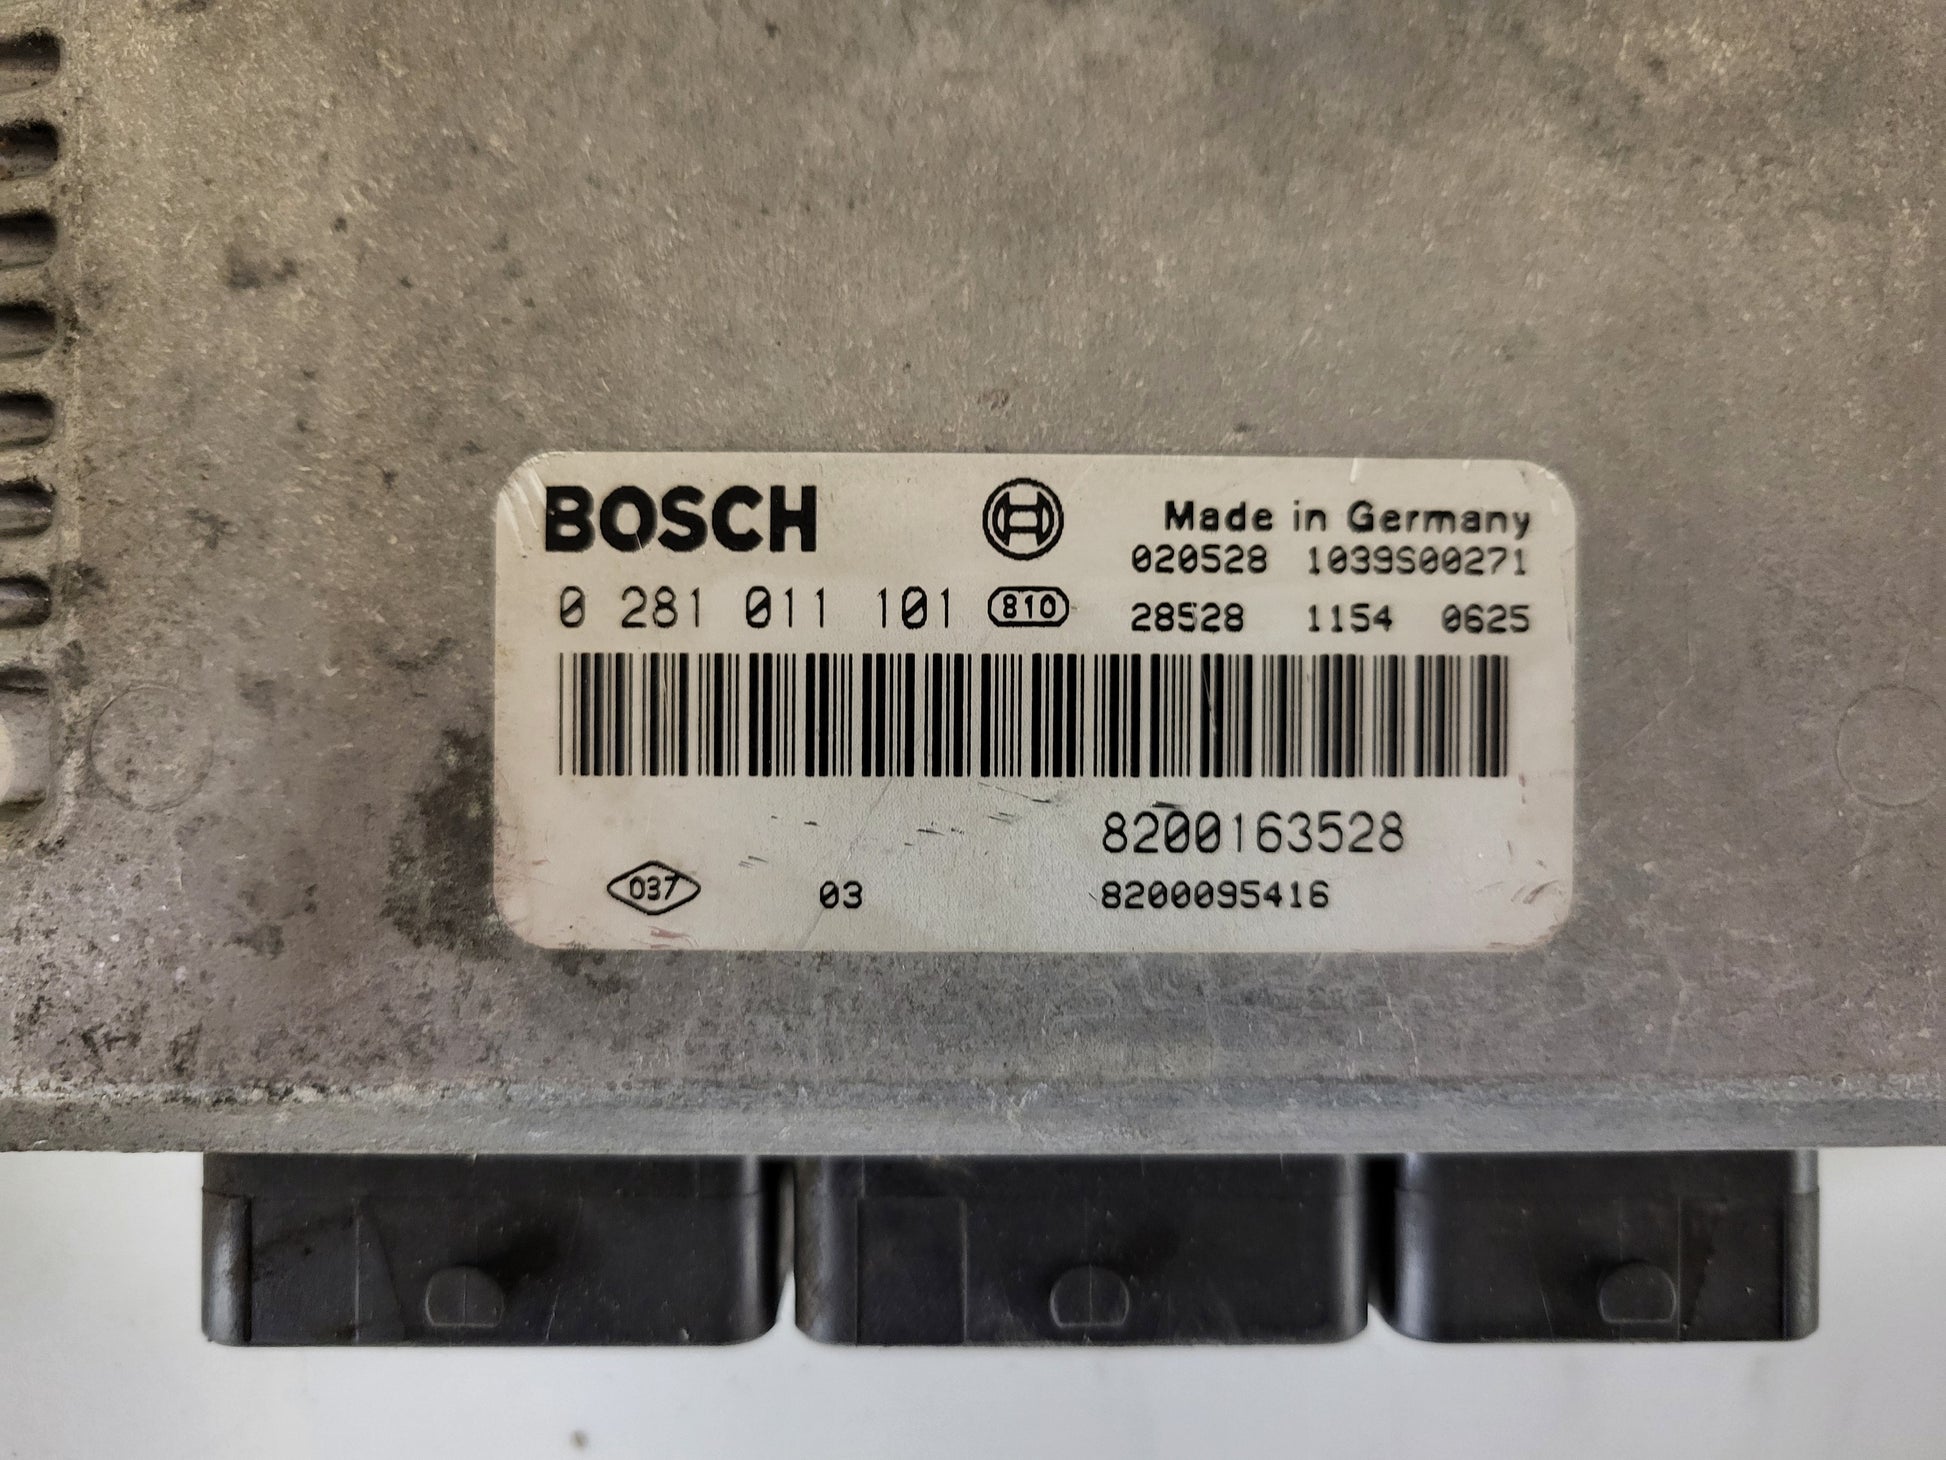 BOSCH
Made in Germany
020528 1039S00271
0 281 011 101 810 28528 1154 0625
8200163528
037 03 8200095416